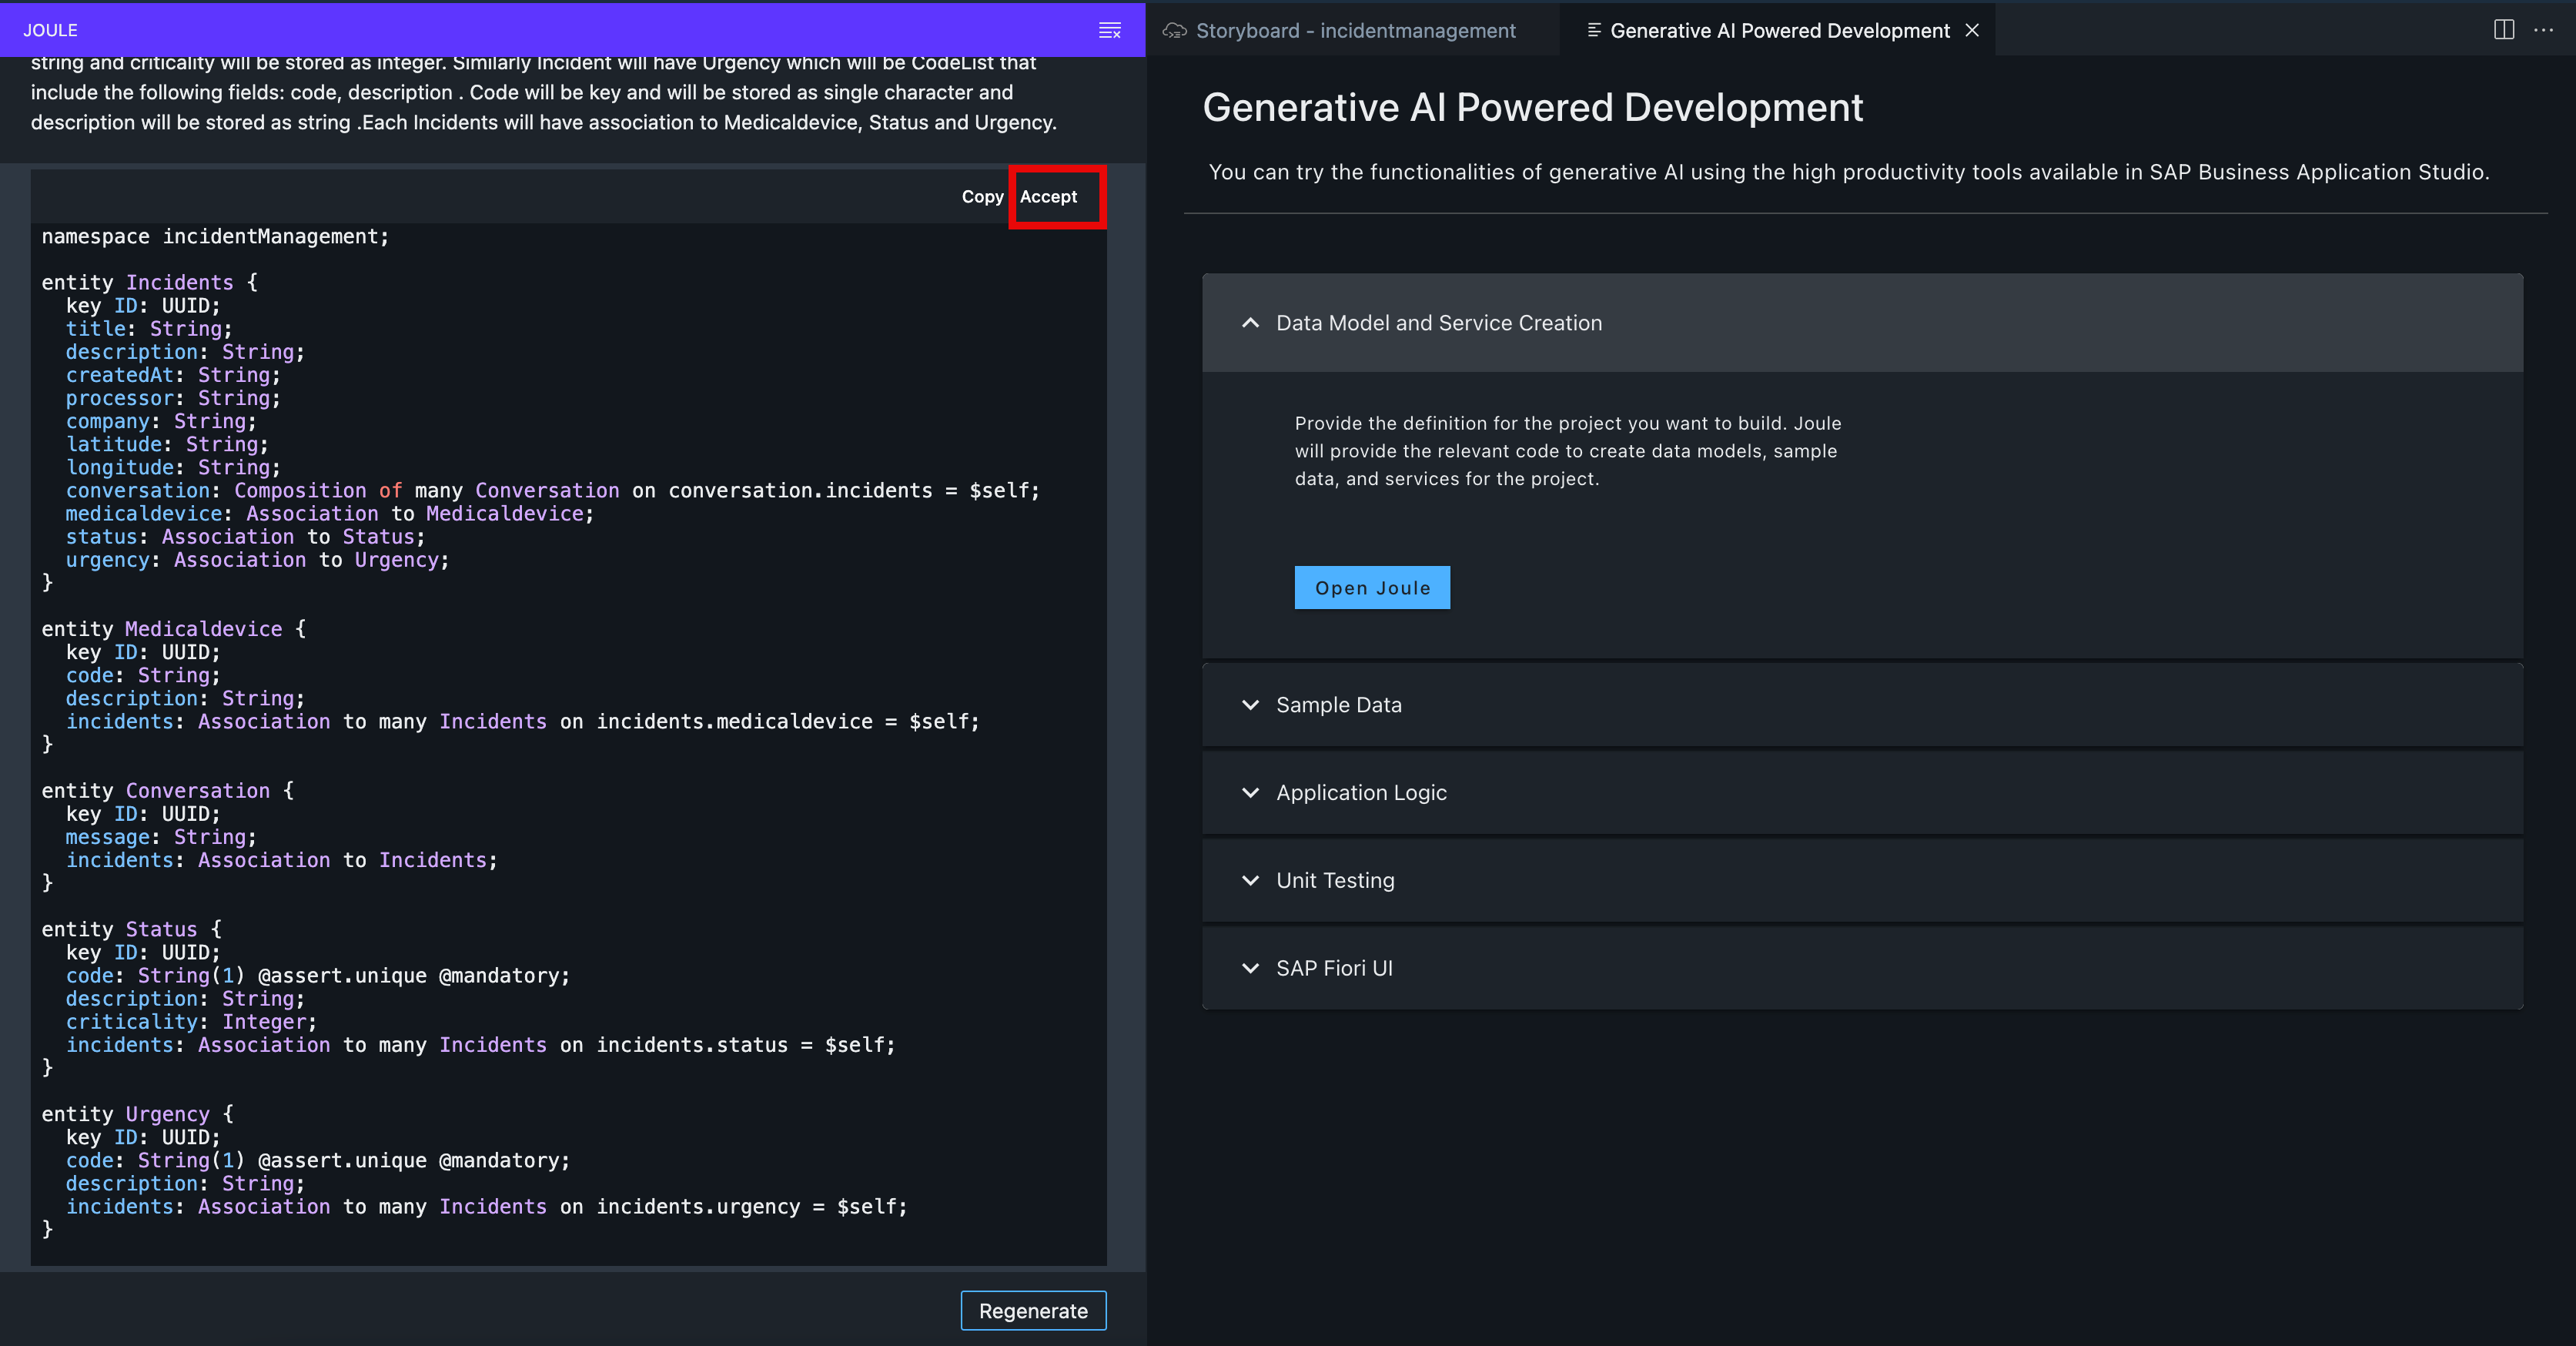 JOULE
string and criticality will be stored as integer. Similarly Incident will have Urgency which will be CodeList that
include the following fields: code, description . Code will be key and will be stored as single character and
description will be stored as string .Each Incidents will have association to Medicaldevice, Status and Urgency.
Copy Accept
namespace incidentManagement;
entity Incidents {
key ID: UUID;
title: String;
description: String;
createdAt: String;
processor: String;
company: String;
latitude: String;
longitude: String;
conversation: Composition of many Conversation on conversation.incidents = $self;
medicaldevice: Association to Medicaldevice;
status: Association to Status;
urgency: Association to Urgency;
}
entity Medicaldevice {
key ID: UUID;
code: String;
description: String;
incidents: Association to many Incidents on incidents.medicaldevice = $self;
}
entity Conversation {
key ID: UUID;
message: String;
incidents: Association to Incidents;
}
entity Status {
key ID: UUID;
code: String(1) @assert.unique @mandatory;
description: String;
criticality: Integer;
incidents: Association to many Incidents on incidents.status = $self;
}
entity Urgency {
key ID: UUID;
code: String(1) @assert.unique @mandatory;
description: String;
incidents: Association to many Incidents on incidents.urgency = $self;
}
Regenerate
Storyboard - incidentmanagement
Generative AI Powered Development
Generative AI Powered Development
You can try the functionalities of generative AI using the high productivity tools available in SAP Business Application Studio.
Data Model and Service Creation
Provide the definition for the project you want to build. Joule
will provide the relevant code to create data models, sample
data, and services for the project.
Open Joule
Sample Data
Application Logic
Unit Testing
SAP Fiori UI